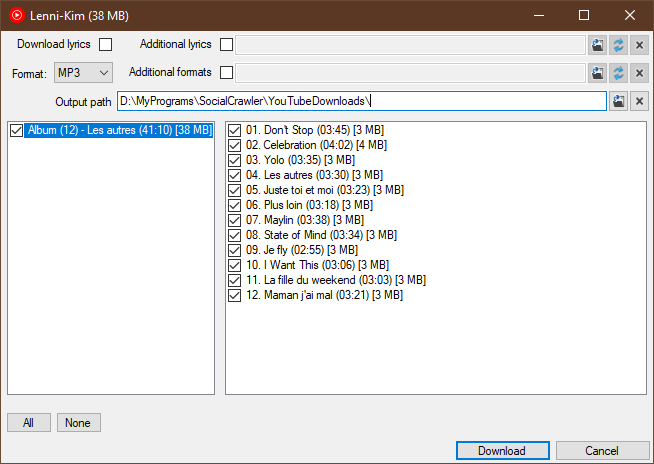 Lenni-Kim (38 MB)
Download lyrics
Additional lyrics
Format: MP3
Additional formats
Output path D:\MyPrograms\SocialCrawler\YouTubeDownloads\
Album (12) - Les autres (41:10) [38 MB]
01. Don't Stop (03:45) [3 MB]
02. Celebration (04:02) [4 MB]
03. Yolo (03:35) [3 MB]
04. Les autres (03:30) [3 MB]
05. Juste toi et moi (03:23) [3 MB]
06. Plus loin (03:18) [3 MB]
07. Maylin (03:38) [3 MB]
08. State of Mind (03:34) [3 MB]
09. Je fly (02:55) [3 MB]
10. I Want This (03:06) [3 MB]
11. La fille du weekend (03:03) [3 MB]
12. Maman j'ai mal (03:21) [3 MB]
All
None
Download
Cancel